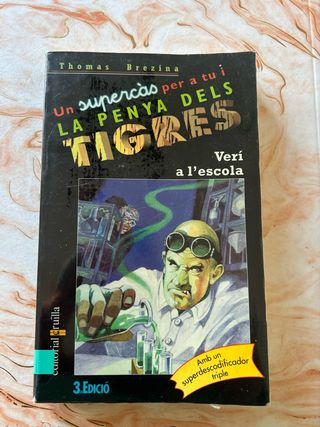 Thomas Brezina
Un supercàs per a tu i
LA PENYA DELS
TIGRES
Verí
a l'escola
editorial cruïlla
Amb un
superdescodificador
triple
3.EDICIÓ